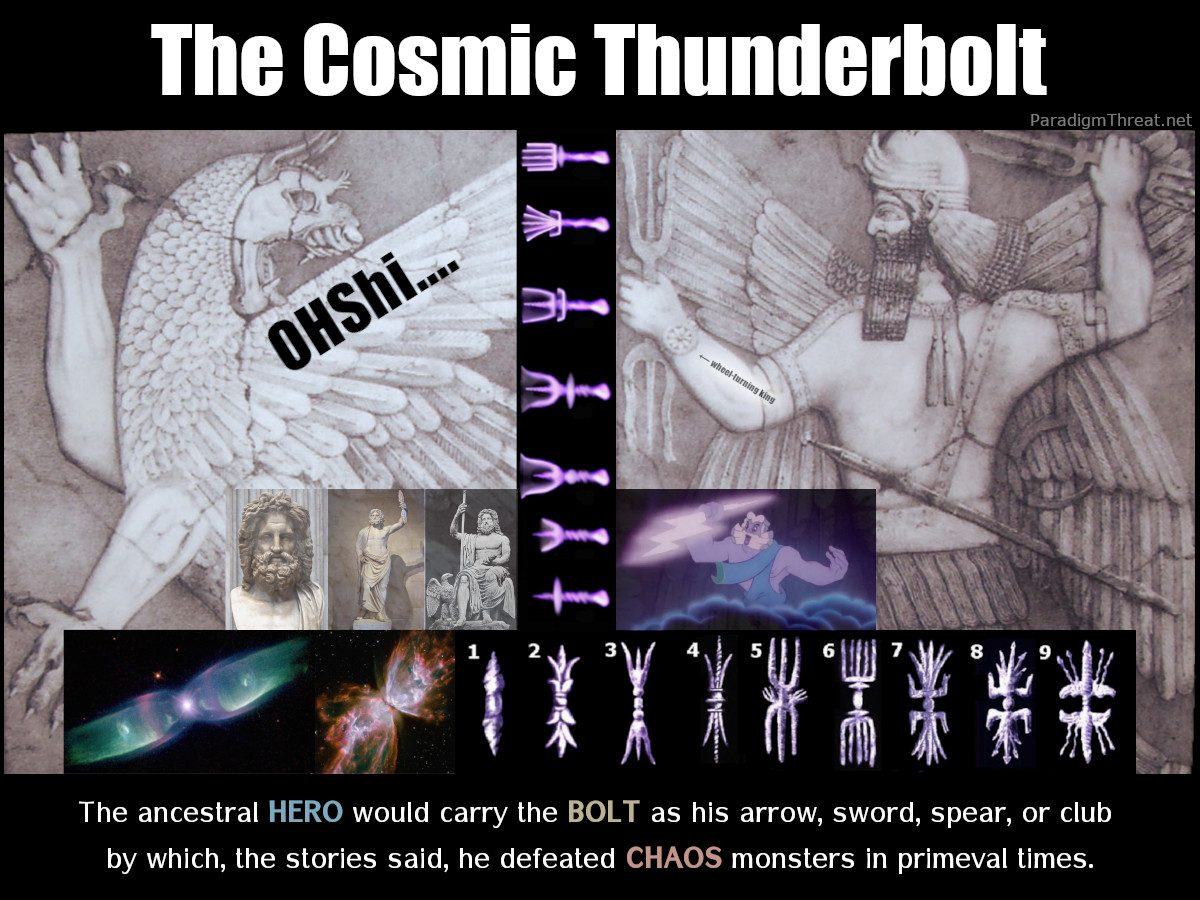 The Cosmic Thunderbolt
ParadigmThreat.net
OHShi....
← wheel-turning king
1 2 3 4 5 6 7 8 9
The ancestral HERO would carry the BOLT as his arrow, sword, spear, or club
by which, the stories said, he defeated CHAOS monsters in primeval times.